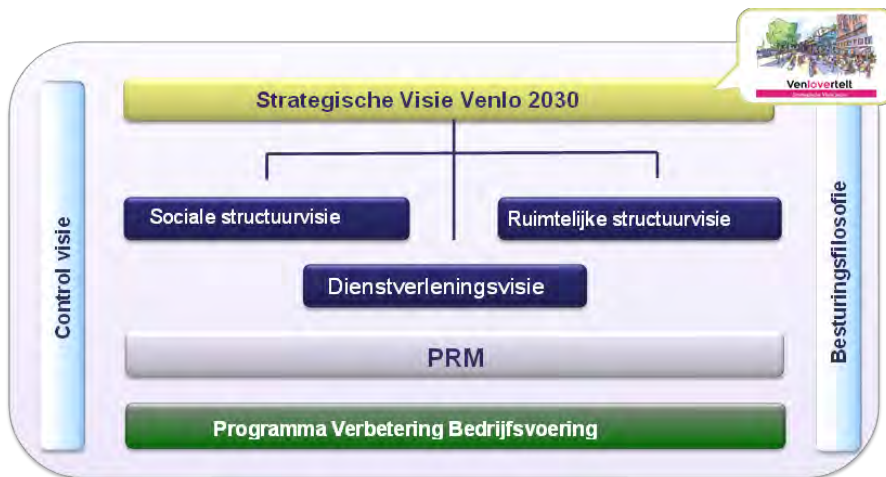 Venlovertelt
Strategische Visie Venlo 2030
Sociale structuurvisie
Ruimtelijke structuurvisie
Dienstverleningsvisie
PRM
Programma Verbetering Bedrijfsvoering
Control visie
Besturingsfilosofie